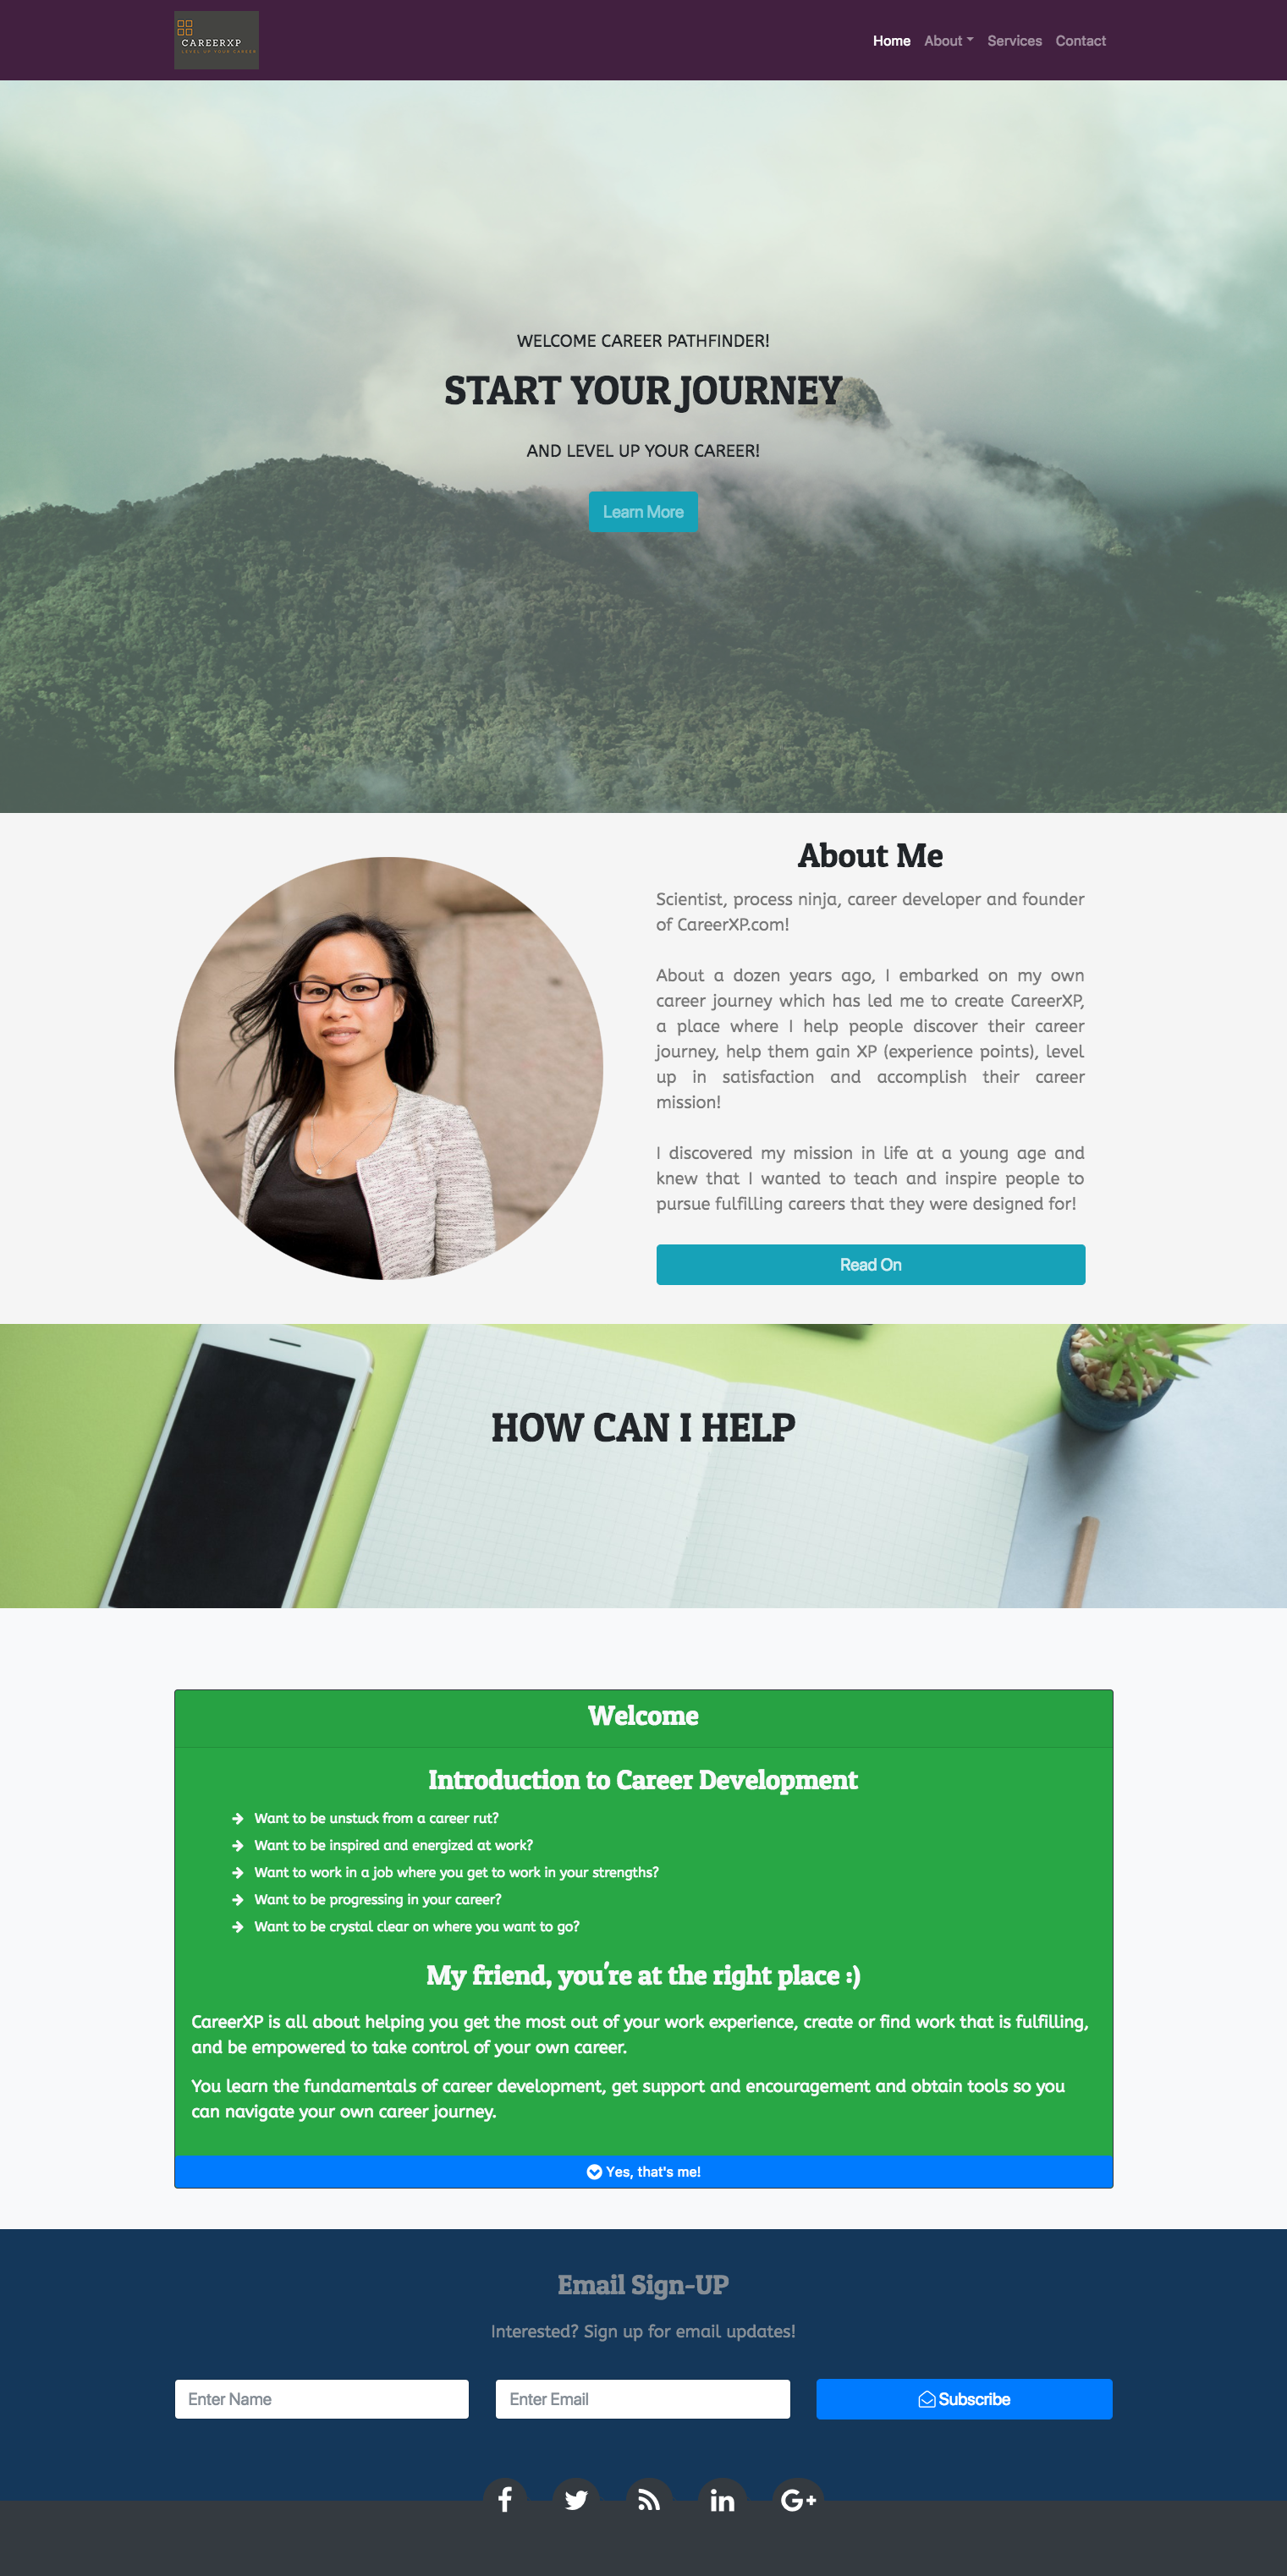 CAREERXP
LEVEL UP YOUR CAREER
Home About Services Contact
WELCOME CAREER PATHFINDER!
START YOUR JOURNEY
AND LEVEL UP YOUR CAREER!
Learn More
About Me
Scientist, process ninja, career developer and founder
of CareerXP.com!
About a dozen years ago, I embarked on my own
career journey which has led me to create CareerXP,
a place where I help people discover their career
journey, help them gain XP (experience points), level
up in satisfaction and accomplish their career
mission!
I discovered my mission in life at a young age and
knew that I wanted to teach and inspire people to
pursue fulfilling careers that they were designed for!
Read On
HOW CAN I HELP
Welcome
Introduction to Career Development
Want to be unstuck from a career rut?
Want to be inspired and energized at work?
Want to work in a job where you get to work in your strengths?
Want to be progressing in your career?
Want to be crystal clear on where you want to go?
My friend, you're at the right place :)
CareerXP is all about helping you get the most out of your work experience, create or find work that is fulfilling,
and be empowered to take control of your own career.
You learn the fundamentals of career development, get support and encouragement and obtain tools so you
can navigate your own career journey.
Yes, that's me!
Email Sign-UP
Interested? Sign up for email updates!
Enter Name
Enter Email
Subscribe